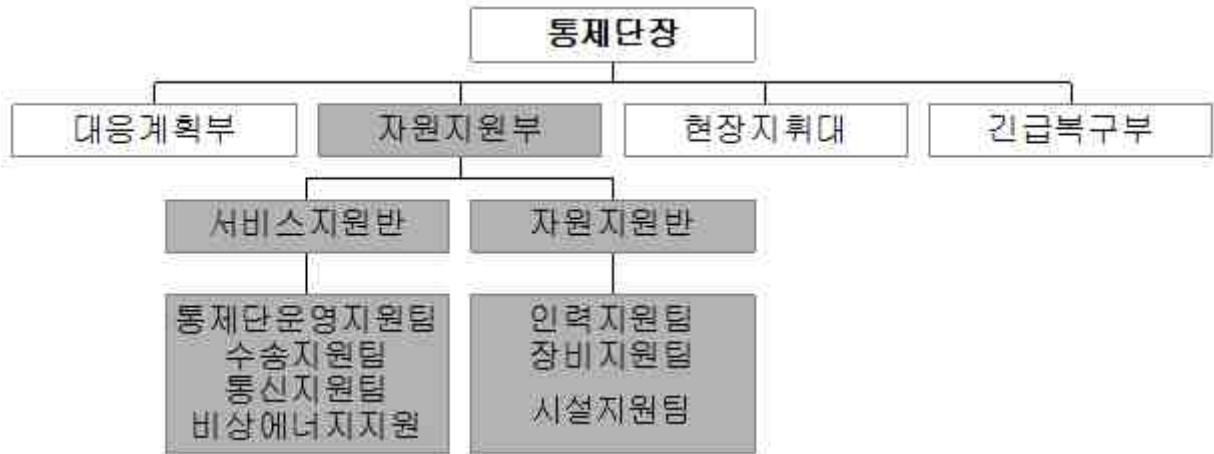 통제단장
대응계획부
자원지원부
현장지휘대
긴급복구부
서비스지원반
자원지원반
통제단운영지원팀
수송지원팀
통신지원팀
비상에너지지원
인력지원팀
장비지원팀
시설지원팀